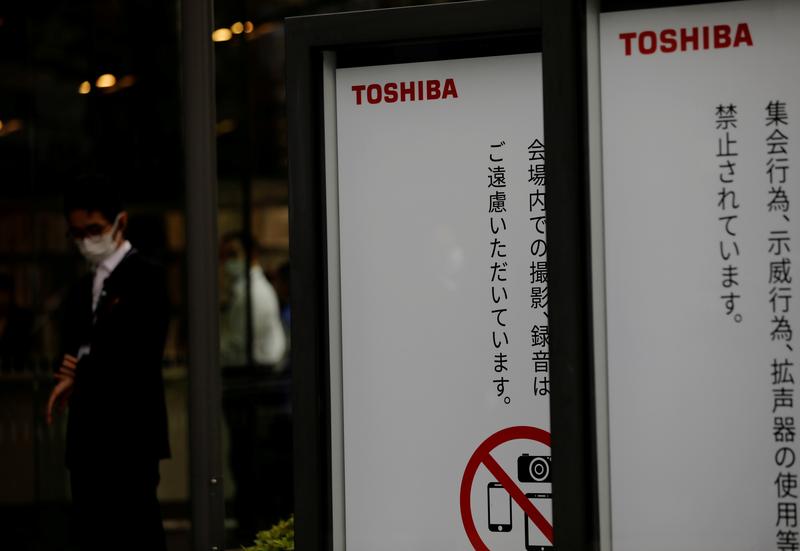 TOSHIBA
会場内での撮影、録音は
ご遠慮いただいています。
TOSHIBA
集会行為、示威行為、拡声器の使用等
禁止されています。